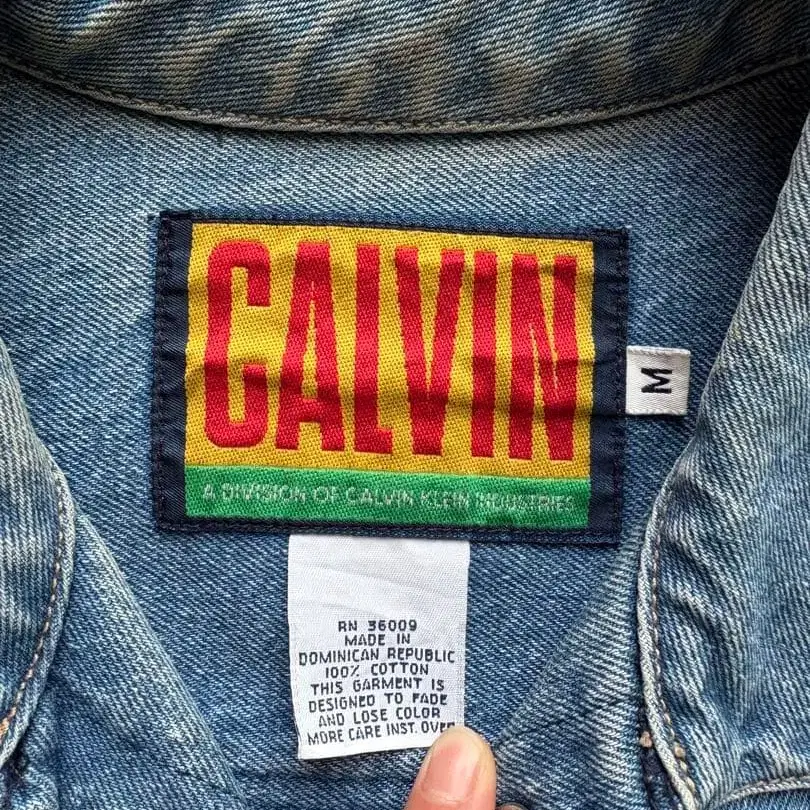 CALVIN
A DIVISION OF CALVIN KLEIN INDUSTRIES
M
RN 36009
MADE IN
DOMINICAN REPUBLIC
100% COTTON
THIS GARMENT IS
DESIGNED TO FADE
AND LOSE COLOR
MORE CARE INST. OVER